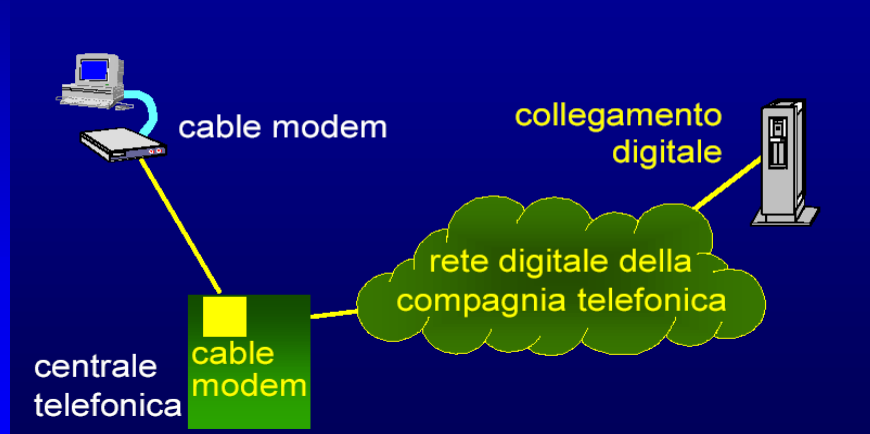 cable modem
collegamento
digitale
rete digitale della
compagnia telefonica
centrale
telefonica
cable
modem